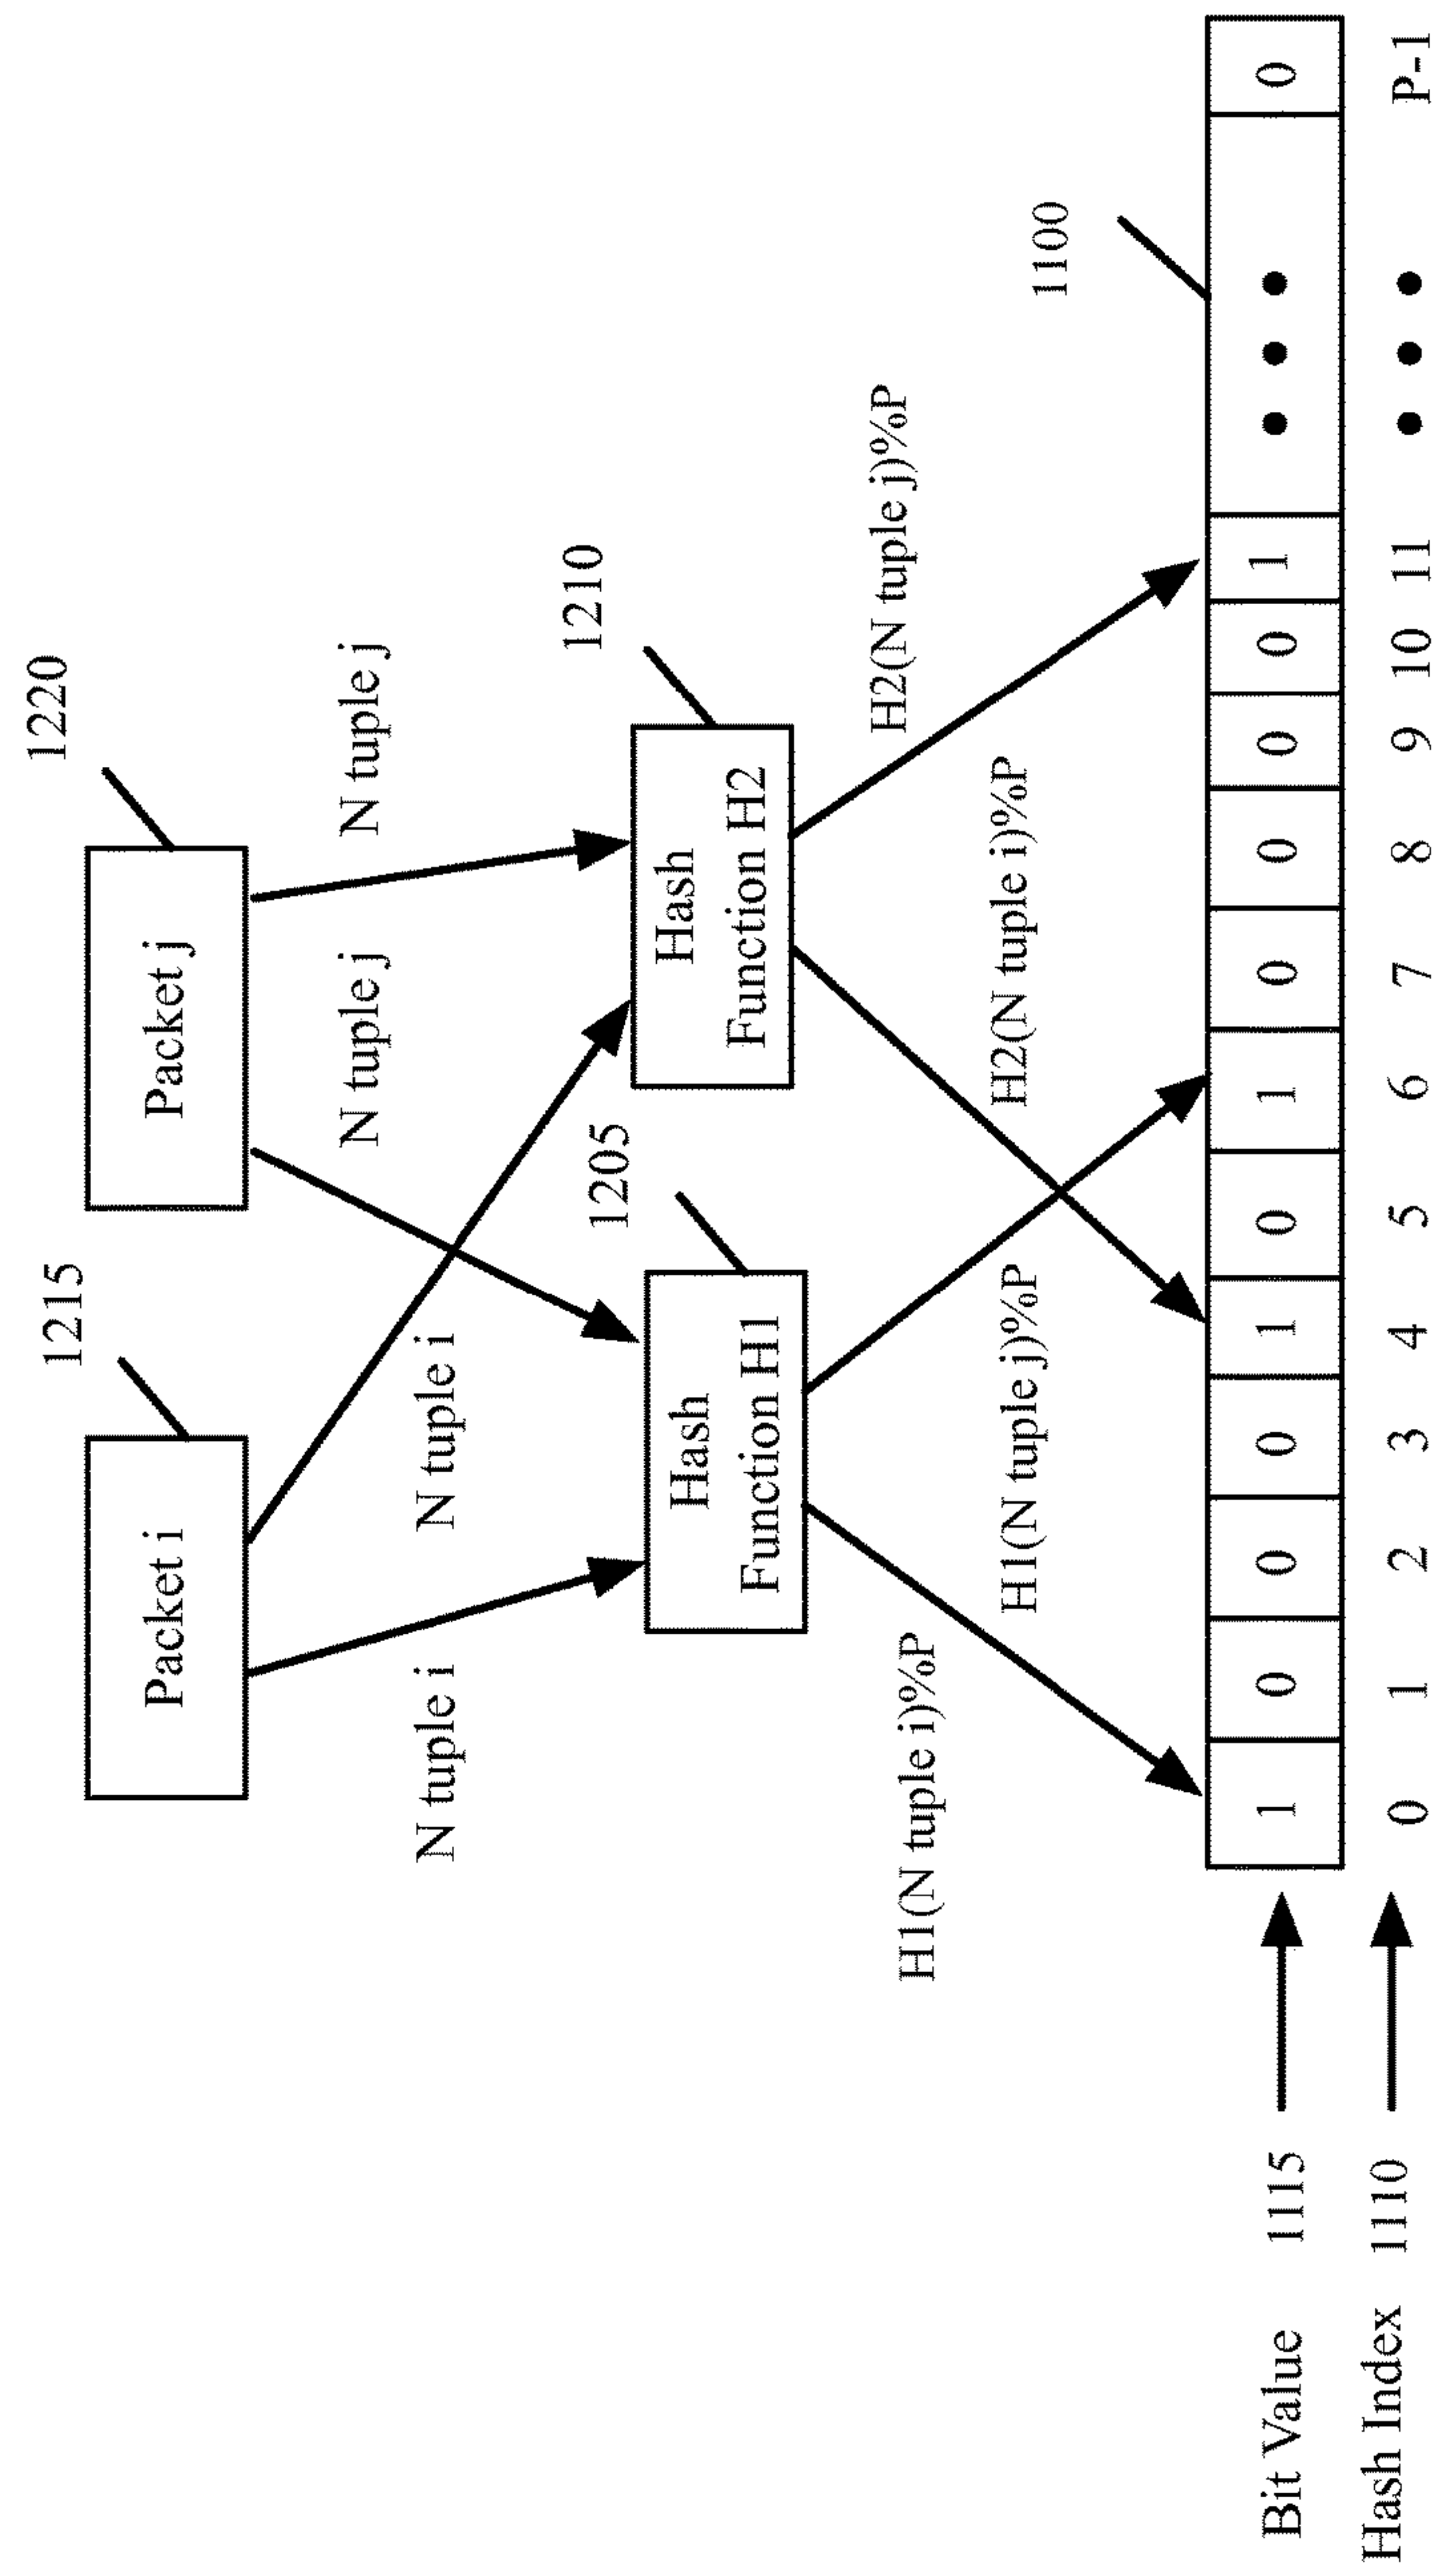 1215
1220
Packet i
Packet j
N tuple i
N tuple i
N tuple j
N tuple j
1205
1210
Hash
Function H1
Hash
Function H2
H1(N tuple i)%P
H1(N tuple j)%P
H2(N tuple i)%P
H2(N tuple j)%P
1100
Bit Value 1115 1 0 0 0 1 0 1 0 0 0 0 1 • • • 0
Hash Index 1110 0 1 2 3 4 5 6 7 8 9 10 11 • • • P-1